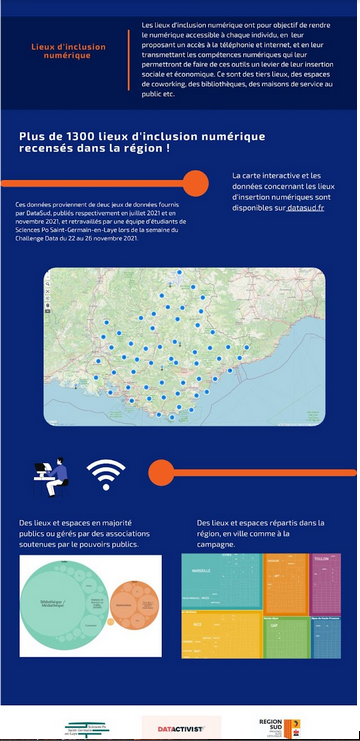 Les lieux d'inclusion numérique ont pour objectif de rendre
le numérique accessible à chaque individu, en leur
proposant un accès à la téléphonie et internet, et en leur
transmettant les compétences numériques qui leur
permettront de faire de ces outils un levier de leur insertion
sociale et économique. Ce sont des tiers lieux, des espaces
de coworking, des bibliothèques, des maisons de service au
public etc.
Lieux d'inclusion
numérique
Plus de 1300 lieux d'inclusion numérique
recensés dans la région !
La carte interactive et les
données concernant les lieux
d'insertion numériques sont
disponibles sur datasud.fr
Ces données proviennent de deuc jeux de données fournis
par DataSud, publiés respectivement en juillet 2021 et en
novembre 2021, et retravaillés par une équipe d'étudiants de
Sciences Po Saint-Germain-en-Laye lors de la semaine du
Challenge Data du 22 au 26 novembre 2021.
Des lieux et espaces en majorité
publics ou gérés par des associations
soutenues par le pouvoirs publics.
Des lieux et espaces répartis dans la
région, en ville comme à la
campagne.
Bibliothèque /
Médiathèque
MARSEILLE
TOULON
NICE
GAP
Sciences Po
Saint-Germain
en-Laye
DATACTIVIST
REGION
SUD